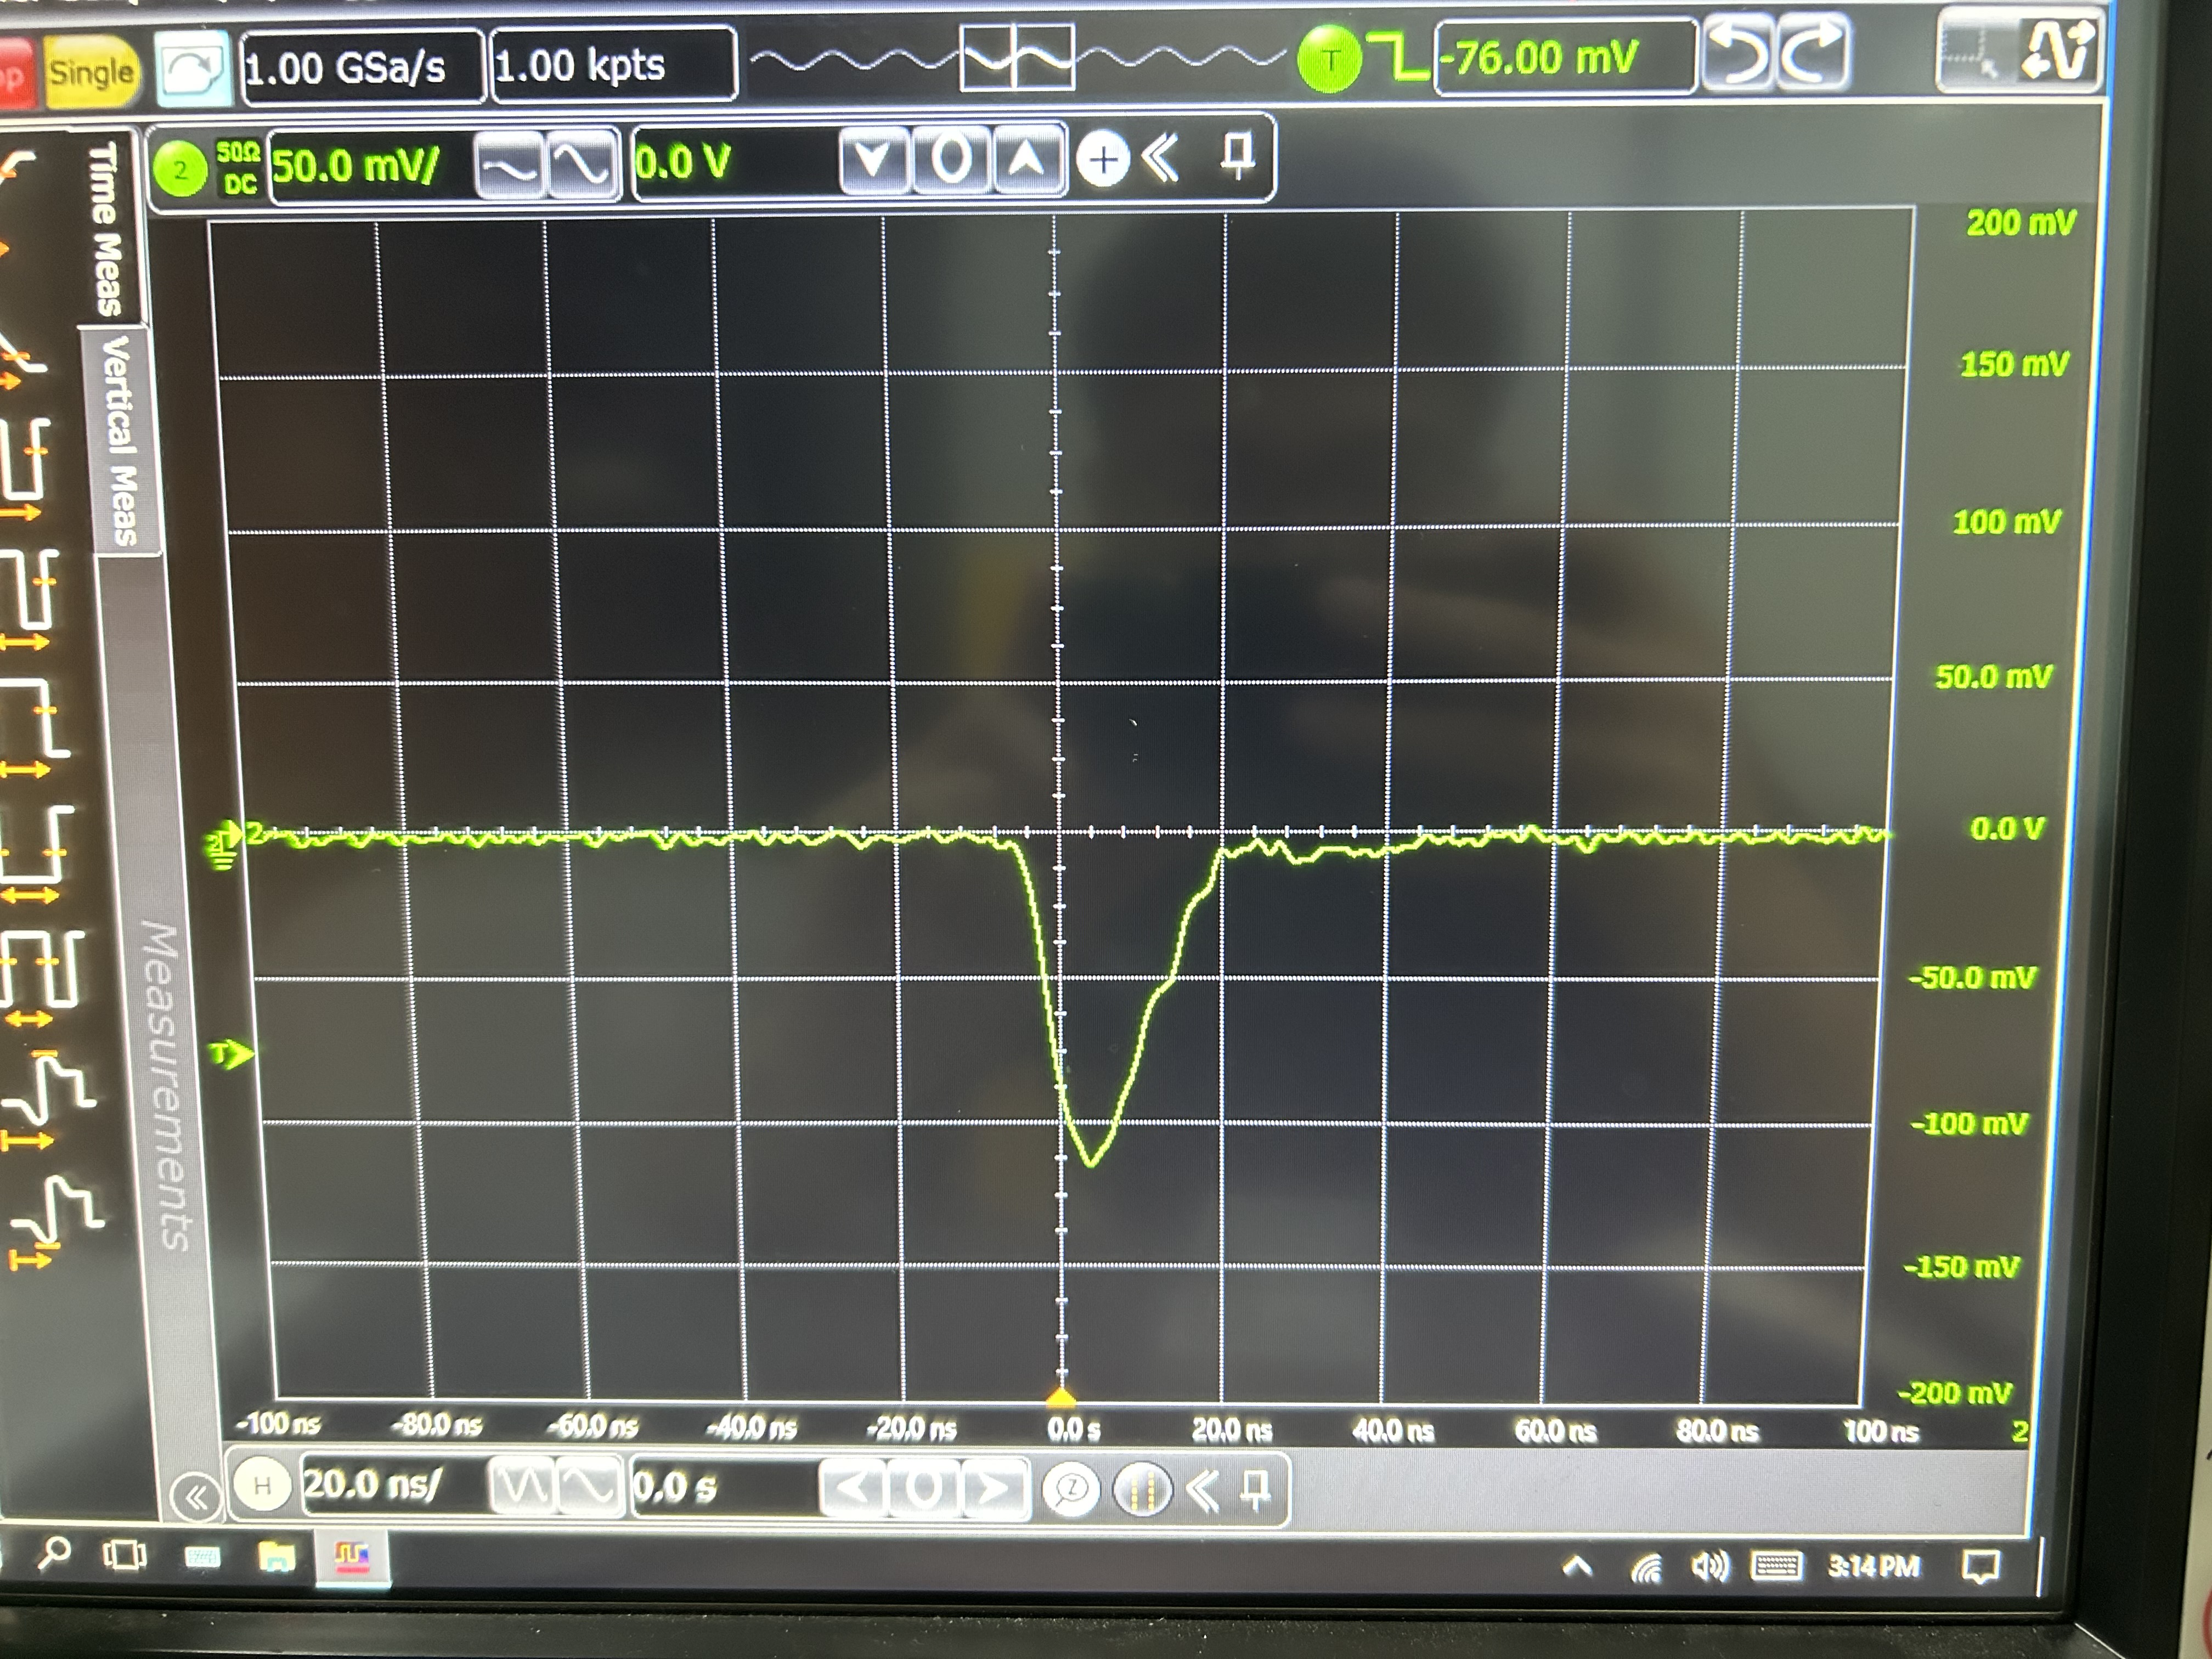 Single
1.00 GSa/s
1.00 kpts
T
-76.00 mV
2
50Ω
DC
50.0 mV/
0.0 V
Time Meas
Vertical Meas
Measurements
200 mV
150 mV
100 mV
50.0 mV
0.0 V
-50.0 mV
-100 mV
-150 mV
-200 mV
2
T
-100 ns -80.0 ns -60.0 ns -40.0 ns -20.0 ns 0.0 s 20.0 ns 40.0 ns 60.0 ns 80.0 ns 100 ns 2
H
20.0 ns/
0.0 s
Z
3:14 PM